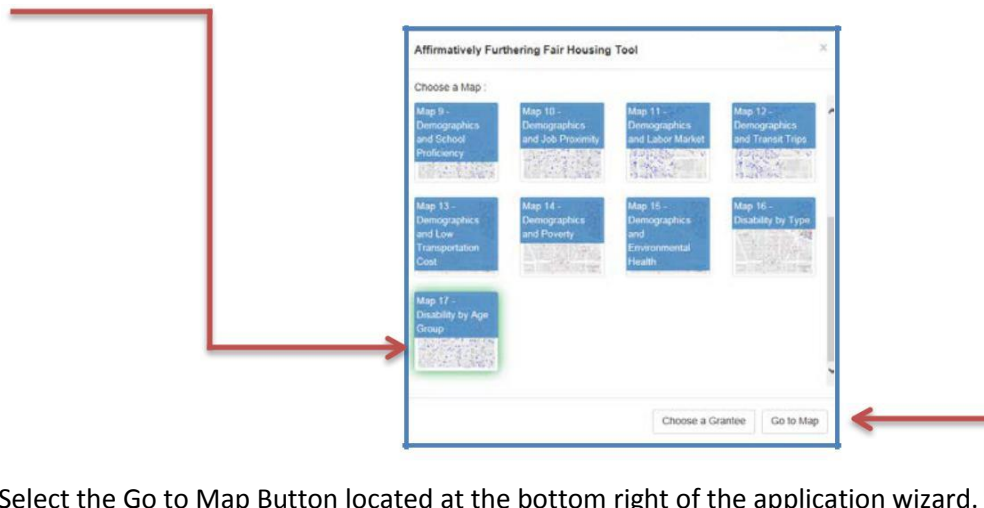 Affirmatively Furthering Fair Housing Tool
×
Choose a Map :
Map 9 -
Demographics
and School
Proficiency
Map 10 -
Demographics
and Job Proximity
Map 11 -
Demographics
and Labor Market
Map 12 -
Demographics
and Transit Trips
Map 13 -
Demographics
and Low
Transportation
Cost
Map 14 -
Demographics
and Poverty
Map 15 -
Demographics
and
Environmental
Health
Map 16 -
Disability by Type
Map 17 -
Disability by Age
Group
Choose a Grantee
Go to Map
Select the Go to Map Button located at the bottom right of the application wizard.